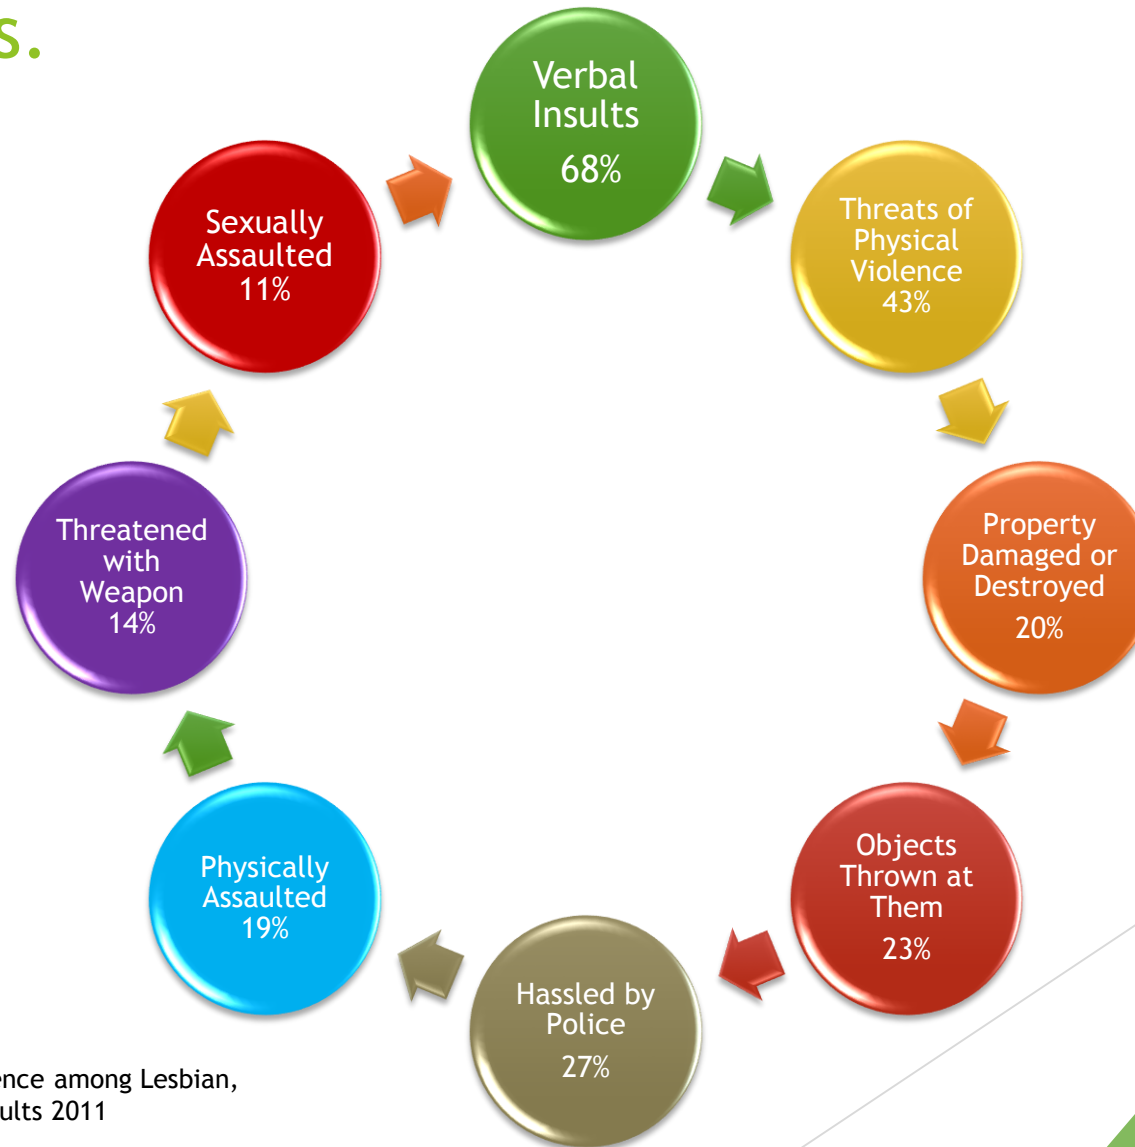 s.
Verbal
Insults
68%
Threats of
Physical
Violence
43%
Property
Damaged or
Destroyed
20%
Objects
Thrown at
Them
23%
Hassled by
Police
27%
Physically
Assaulted
19%
Threatened
with
Weapon
14%
Sexually
Assaulted
11%
ence among Lesbian,
ults 2011